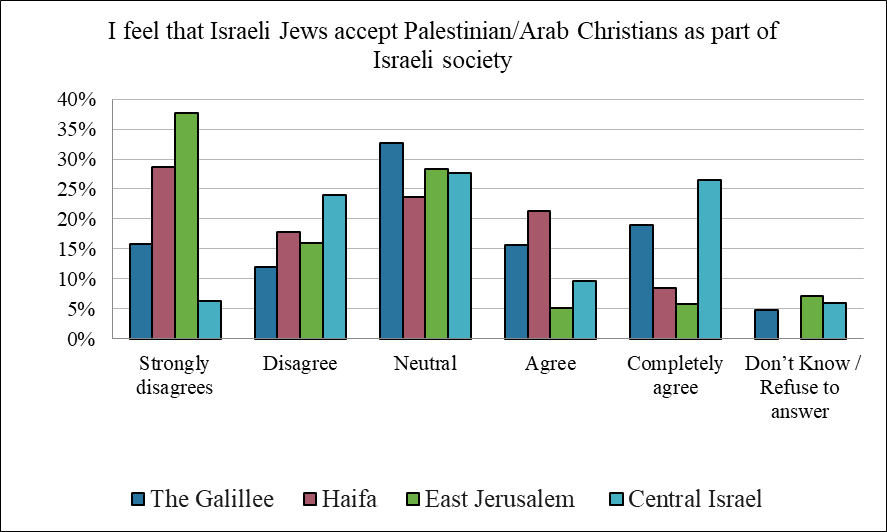 I feel that Israeli Jews accept Palestinian/Arab Christians as part of
Israeli society
40%
35%
30%
25%
20%
15%
10%
5%
0%
Strongly disagrees
Disagree
Neutral
Agree
Completely agree
Don’t Know / Refuse to answer
The Galillee
Haifa
East Jerusalem
Central Israel